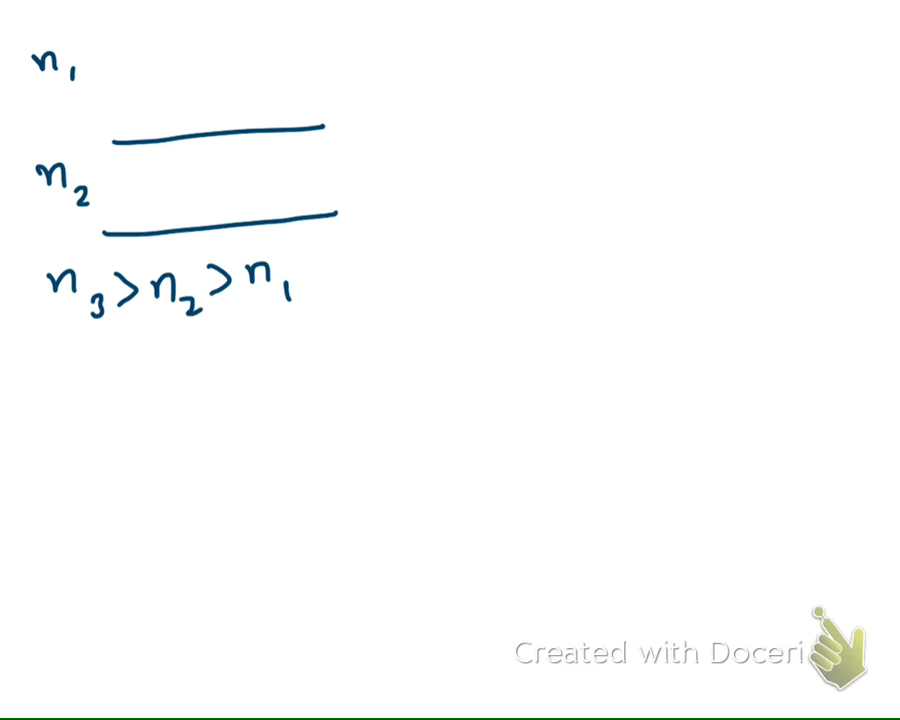 n₁
n₂
n₃ > n₂ > n₁
Created with Doceri